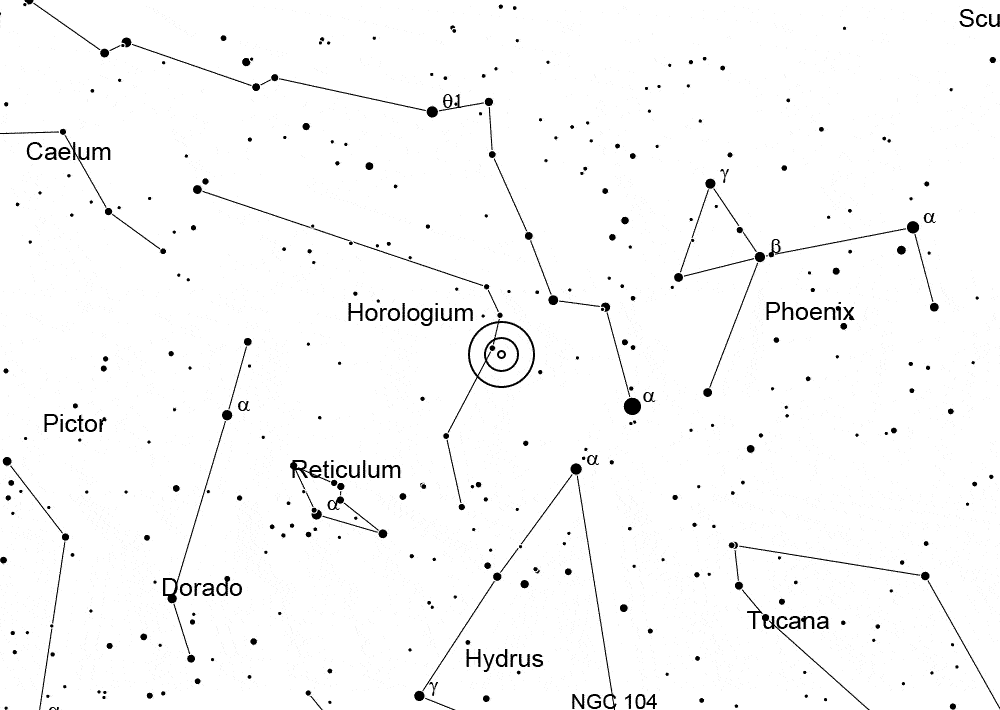 Scu
θ1
Caelum
γ
α
β
Horologium
Phoenix
α
α
Pictor
α
Reticulum
α
Dorado
Tucana
Hydrus
γ
NGC 104
α